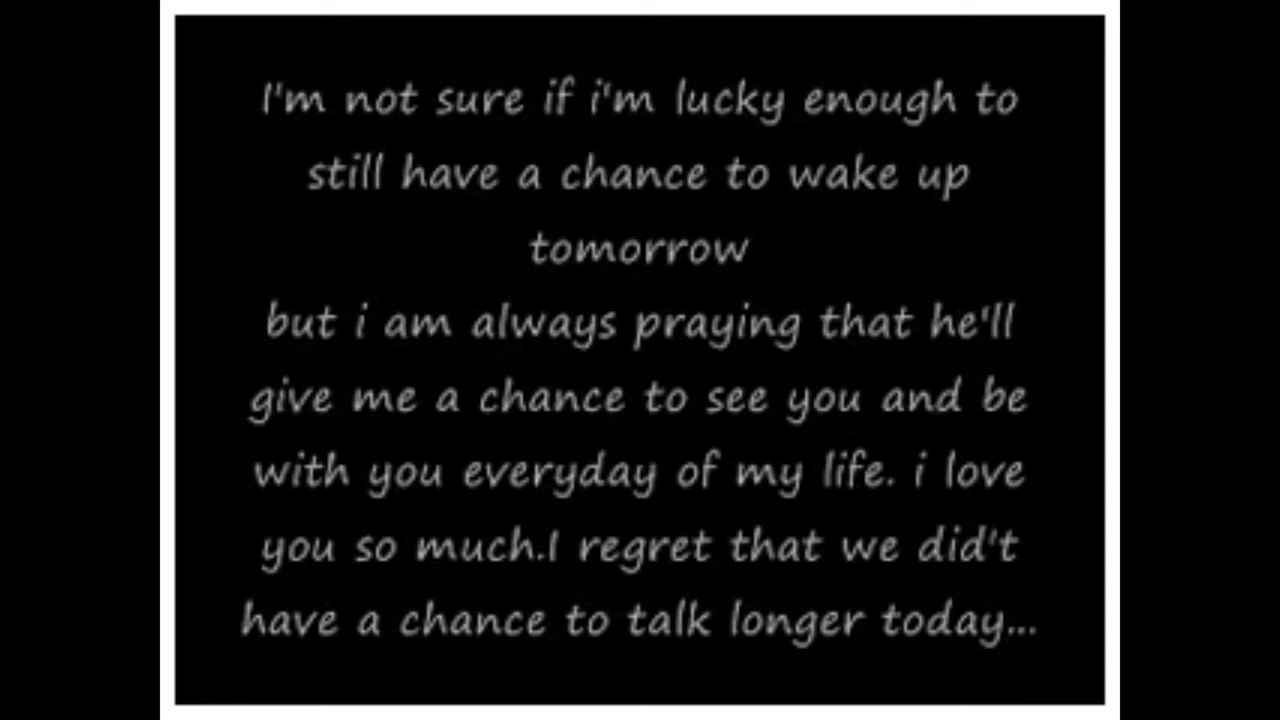 I'm not sure if i'm lucky enough to
still have a chance to wake up
tomorrow
but i am always praying that he'll
give me a chance to see you and be
with you everyday of my life. i love
you so much.I regret that we did't
have a chance to talk longer today...